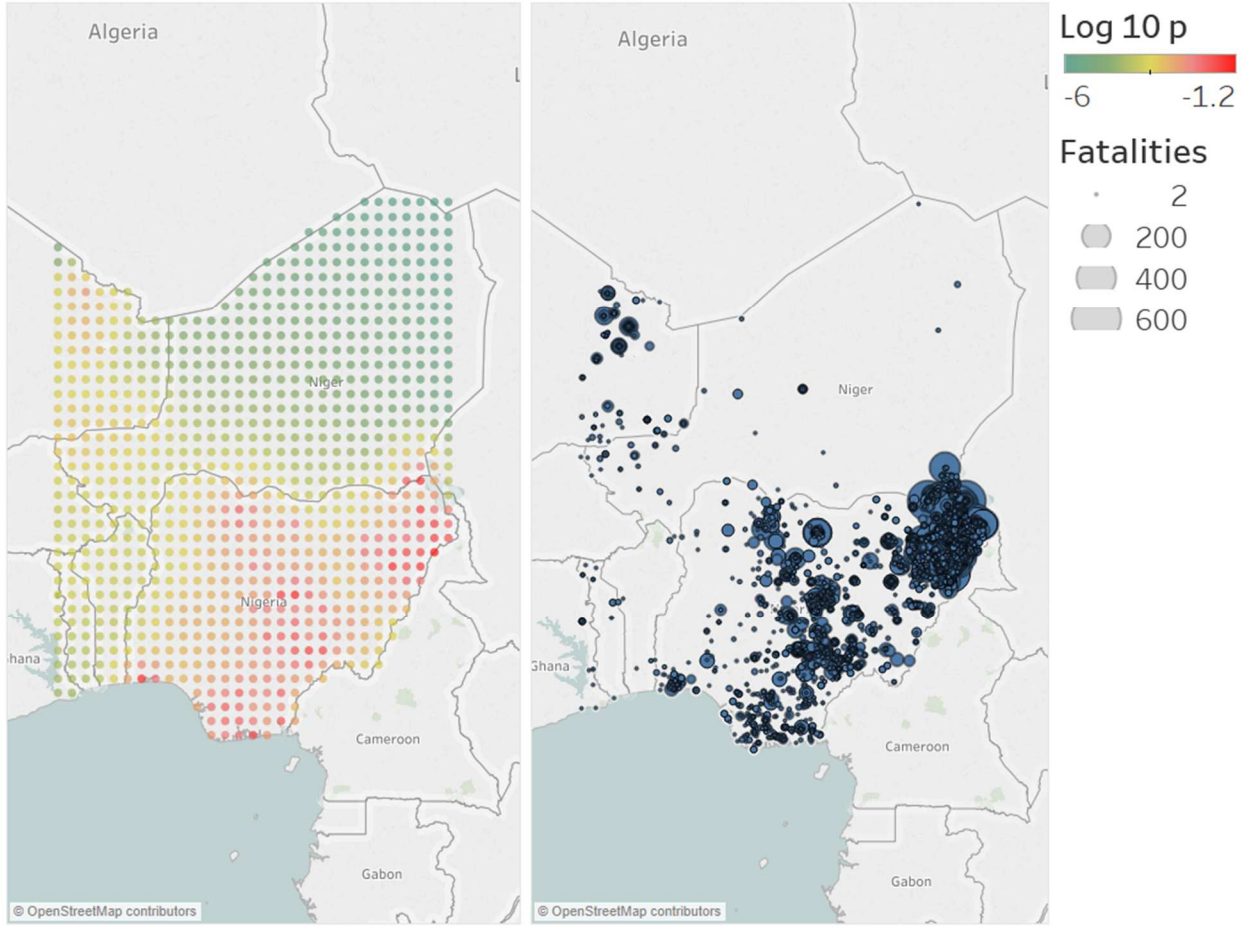 Algeria
L
Niger
Nigeria
hana
Cameroon
Gabon
© OpenStreetMap contributors
Algeria
L
Niger
Ghana
Cameroon
Gabon
© OpenStreetMap contributors
Log 10 p
-6 -1.2
Fatalities
2
200
400
600